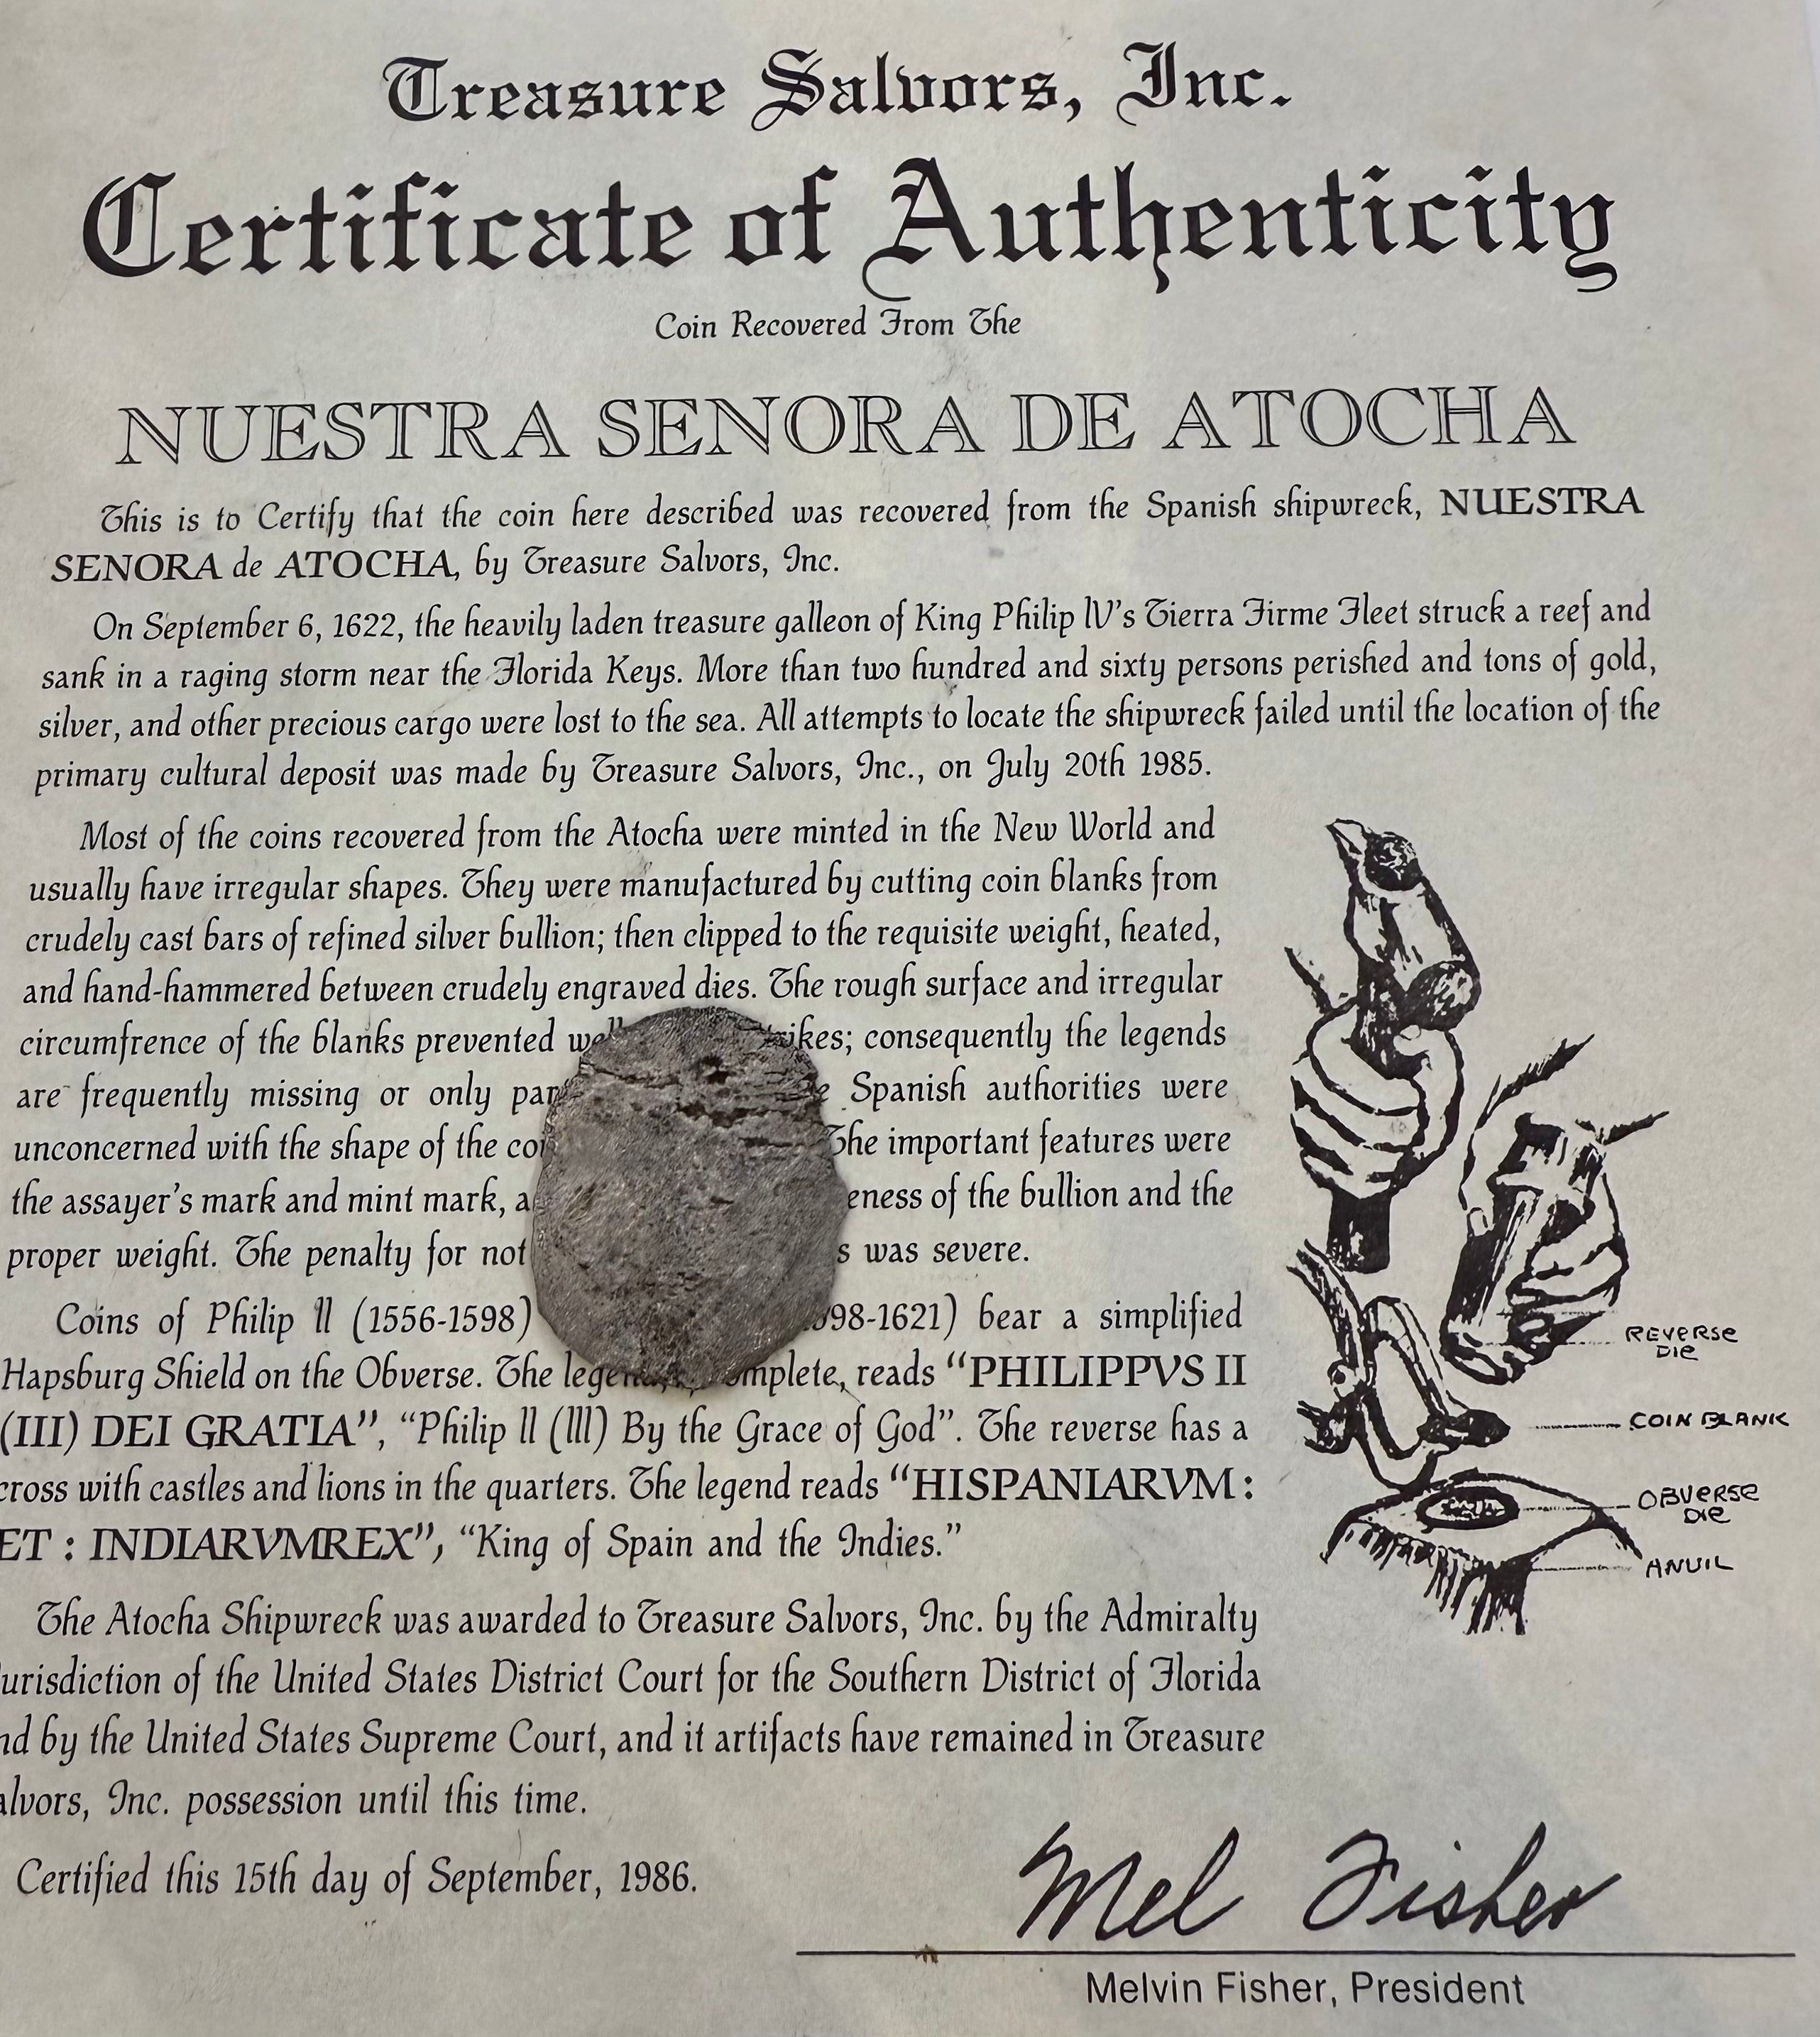 Treasure Salvors, Inc.
Certificate of Authenticity
Coin Recovered From The
NUESTRA SENORA DE ATOCHA
This is to Certify that the coin here described was recovered from the Spanish shipwreck, NUESTRA
SENORA de ATOCHA, by Treasure Salvors, Inc.
On September 6, 1622, the heavily laden treasure galleon of King Philip lV's Tierra Firme Fleet struck a reef and
sank in a raging storm near the Florida Keys. More than two hundred and sixty persons perished and tons of gold,
silver, and other precious cargo were lost to the sea. All attempts to locate the shipwreck failed until the location of the
primary cultural deposit was made by Treasure Salvors, Inc., on July 20th 1985.
Most of the coins recovered from the Atocha were minted in the New World and
usually have irregular shapes. They were manufactured by cutting coin blanks from
crudely cast bars of refined silver bullion; then clipped to the requisite weight, heated,
and hand-hammered between crudely engraved dies. The rough surface and irregular
circumfrence of the blanks prevented consequently the legends
are frequently missing or only Spanish authorities were
unconcerned with the shape of the The important features were
the assayer's mark and mint mark, of the bullion and the
proper weight. The penalty for not was severe.
Coins of Philip ll (1556-1598) bear a simplified
Hapsburg Shield on the Obverse. The reads "PHILIPPVS II
(III) DEI GRATIA", "Philip ll (lll) By the Grace of God". The reverse has a
cross with castles and lions in the quarters. The legend reads "HISPANIARVM :
ET : INDIARVMREX", "King of Spain and the Indies."
The Atocha Shipwreck was awarded to Treasure Salvors, Inc. by the Admiralty
urisdiction of the United States District Court for the Southern District of Florida
nd by the United States Supreme Court, and it artifacts have remained in Treasure
alvors, Inc. possession until this time.
Certified this 15th day of September, 1986.
Mel Fisher
Melvin Fisher, President
REVERSE
DIE
COIN BLANK
OBVERSE
DIE
ANVIL